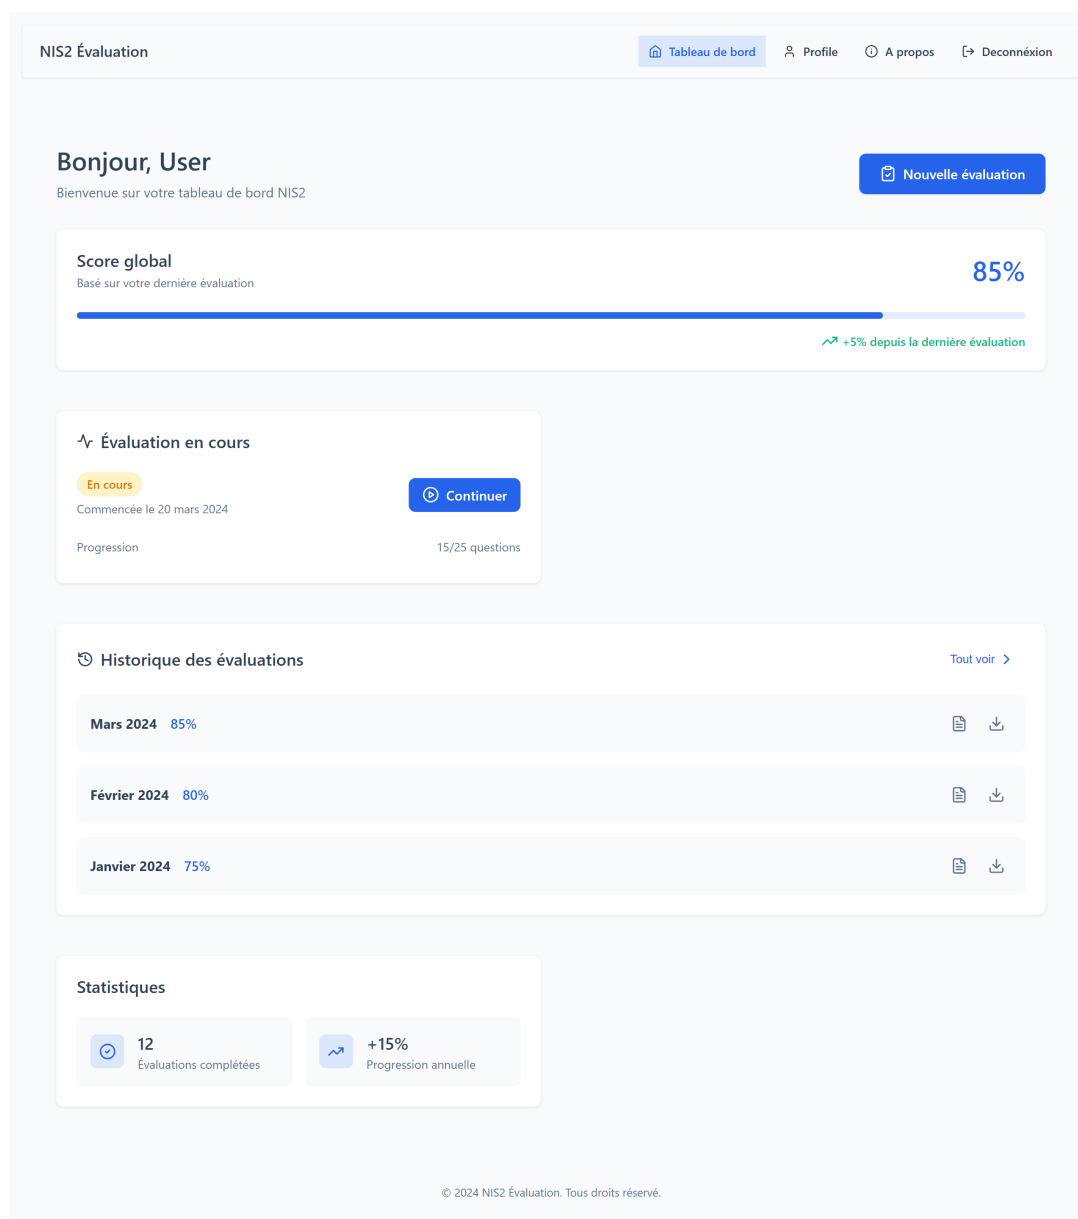 NIS2 Évaluation
Tableau de bord
Profile
A propos
Deconnéxion
Bonjour, User
Bienvenue sur votre tableau de bord NIS2
Nouvelle évaluation
Score global
Basé sur votre dernière évaluation
85%
+5% depuis la dernière évaluation
Évaluation en cours
En cours
Commencée le 20 mars 2024
Continuer
Progression
15/25 questions
Historique des évaluations
Tout voir
Mars 2024 85%
Février 2024 80%
Janvier 2024 75%
Statistiques
12
Évaluations complétées
+15%
Progression annuelle
© 2024 NIS2 Évaluation. Tous droits réservé.